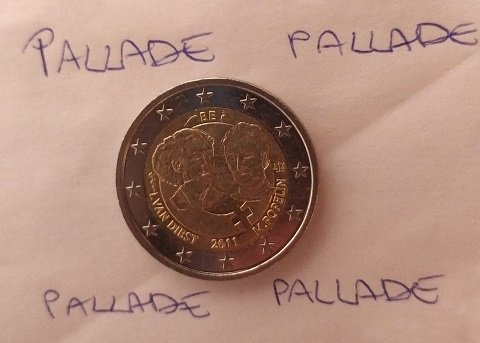 PALLADE PALLADE
BE
I. VAN DIEST 2011 M. POPELIN
PALLADE PALLADE